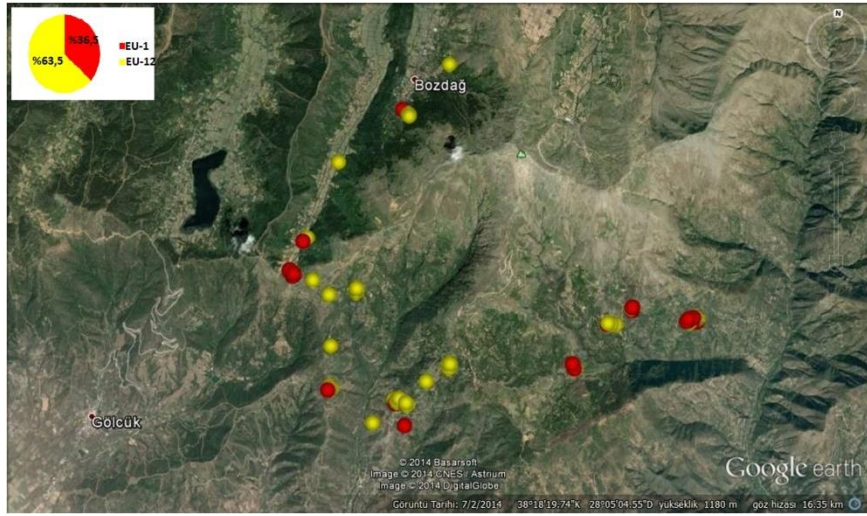 %36,5
%63,5
EU-1
EU-12
N
Bozdağ
Gölcük
© 2014 Basarsoft
Image © 2014 CNES / Astrium
Image © 2014 DigitalGlobe
Google earth
Görüntü Tarihi: 7/2/2014 38°18'19.74"K 28°05'04.55"D yükseklik 1180 m göz hizası 16.35 km